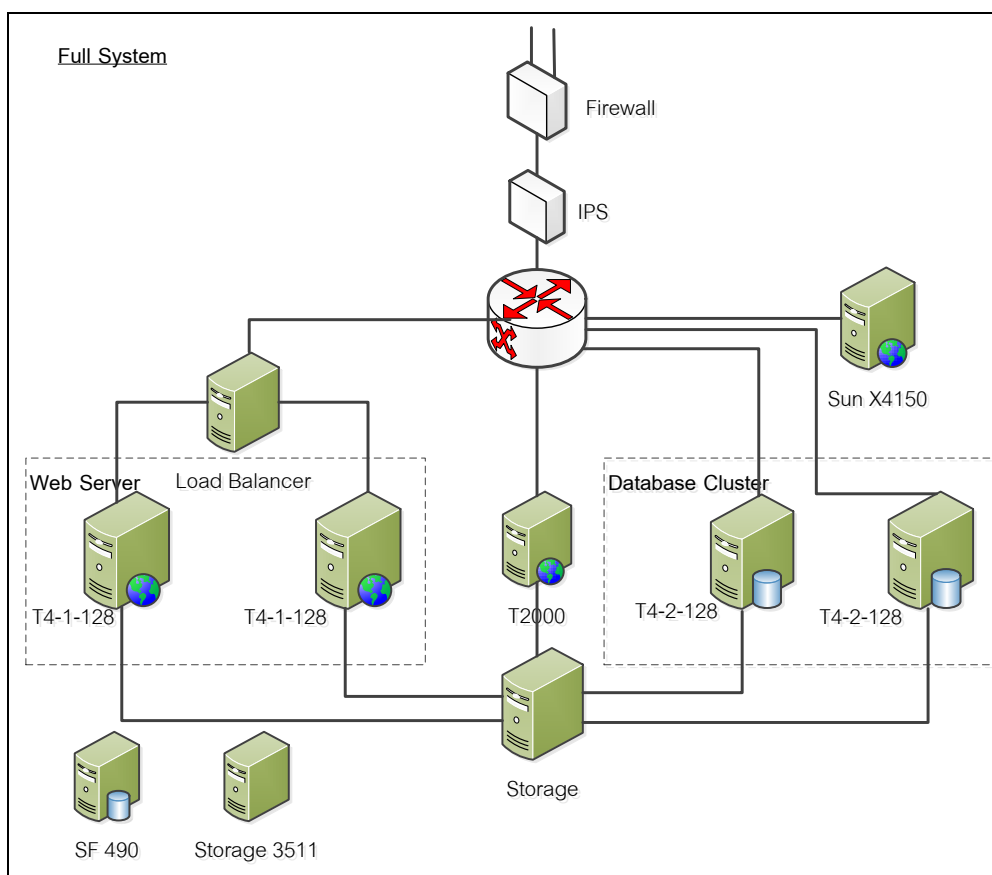 Full System
Firewall
IPS
Sun X4150
Load Balancer
Web Server
Database Cluster
T4-1-128
T4-1-128
T2000
T4-2-128
T4-2-128
Storage
SF 490
Storage 3511